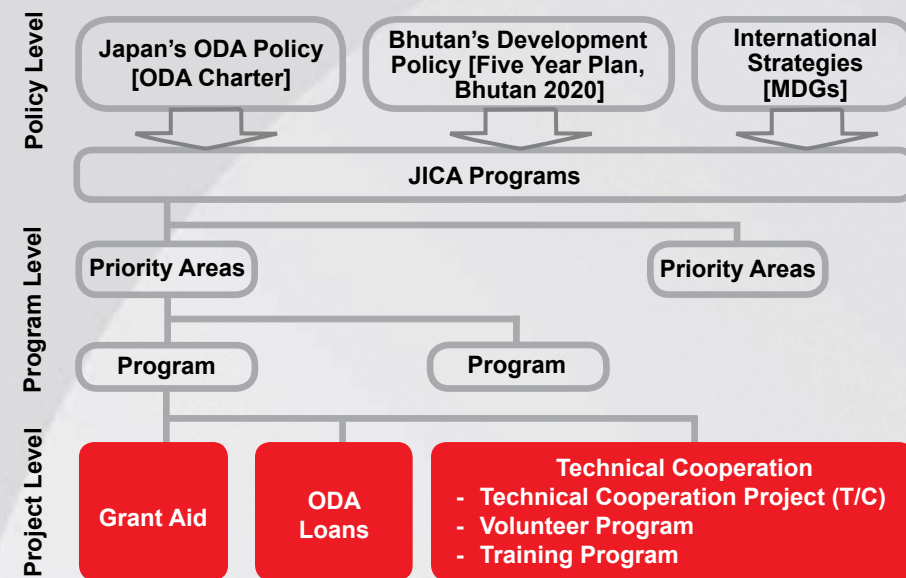 Policy Level
Japan's ODA Policy
[ODA Charter]
Bhutan's Development
Policy [Five Year Plan,
Bhutan 2020]
International
Strategies
[MDGs]
JICA Programs
Program Level
Priority Areas
Priority Areas
Program
Program
Project Level
Grant Aid
ODA
Loans
Technical Cooperation
- Technical Cooperation Project (T/C)
- Volunteer Program
- Training Program